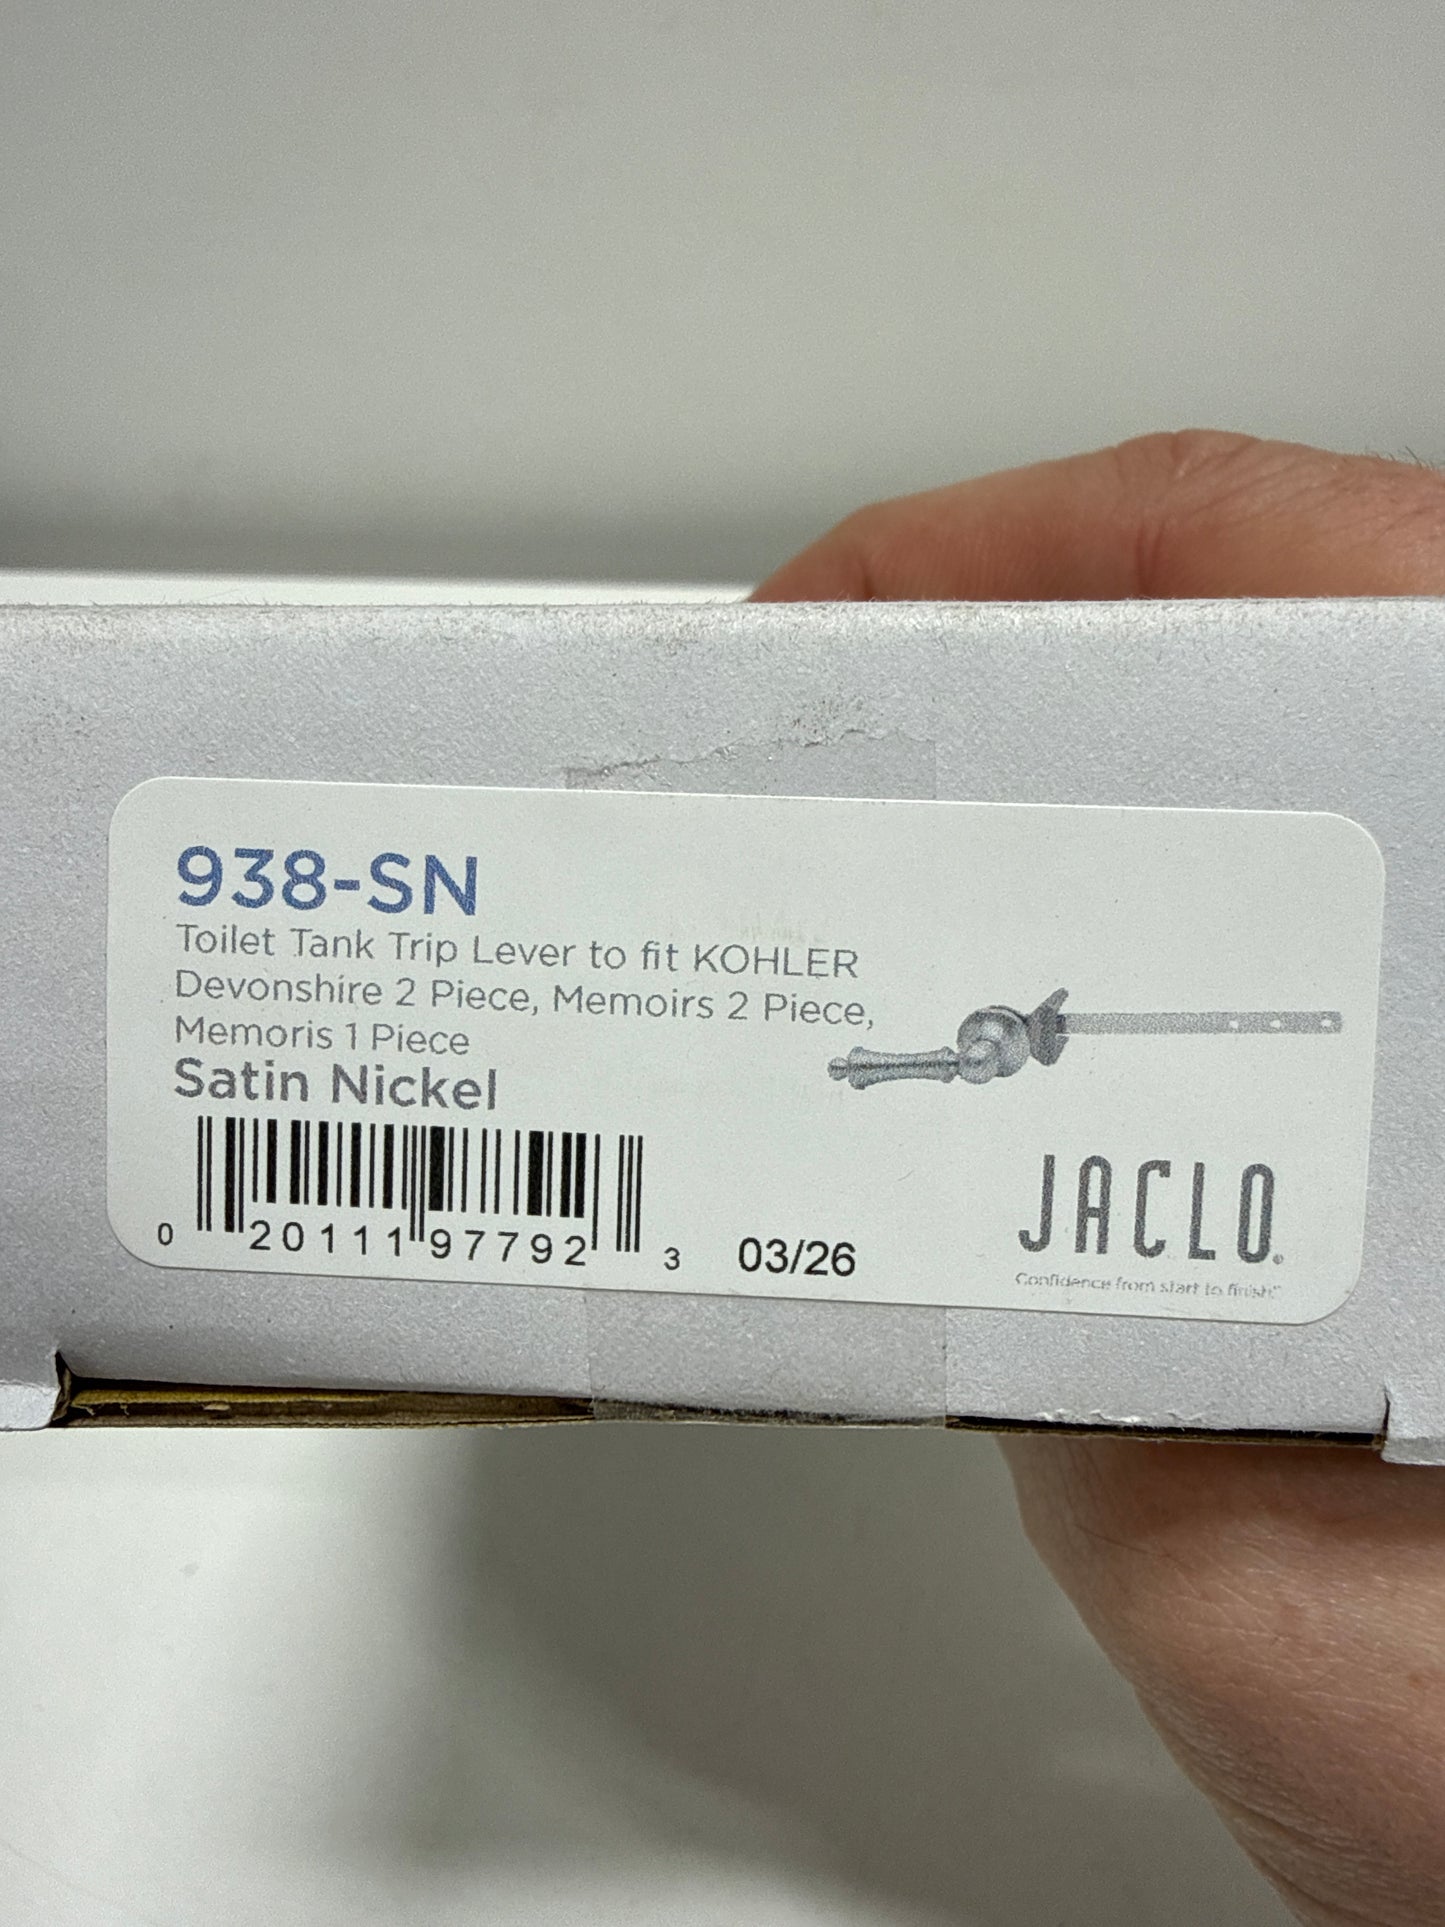 938-SN
Toilet Tank Trip Lever to fit KOHLER
Devonshire 2 Piece, Memoirs 2 Piece,
Memoris 1 Piece
Satin Nickel
0 20111 97792 3
03/26
JACLO®
Confidence from start to finish™